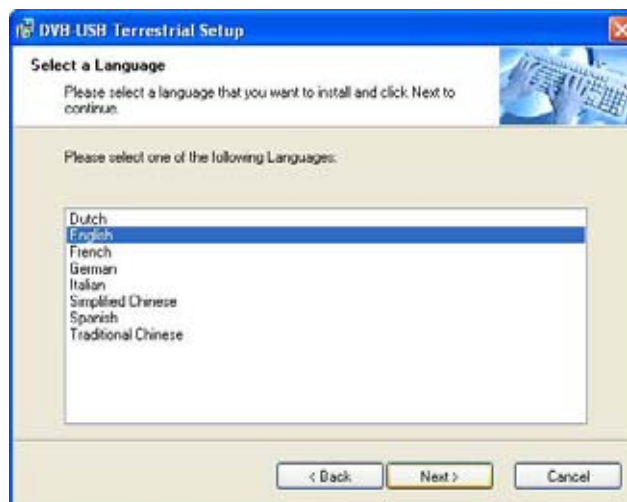 DVB-USB Terrestrial Setup
Select a Language
Please select a language that you want to install and click Next to
continue.
Please select one of the following Languages:
Dutch
English
French
German
Italian
Simplified Chinese
Spanish
Traditional Chinese
< Back
Next >
Cancel